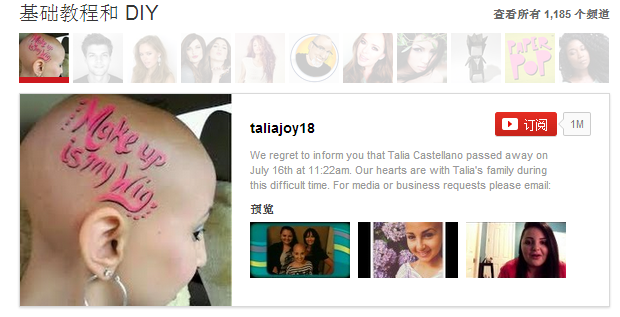 基础教程和 DIY
查看所有 1,185 个频道
PAPER
POP
Make up
is my Wig
taliajoy18
订阅
1M
We regret to inform you that Talia Castellano passed away on
July 16th at 11:22am. Our hearts are with Talia's family during
this difficult time. For media or business requests please email:
预览